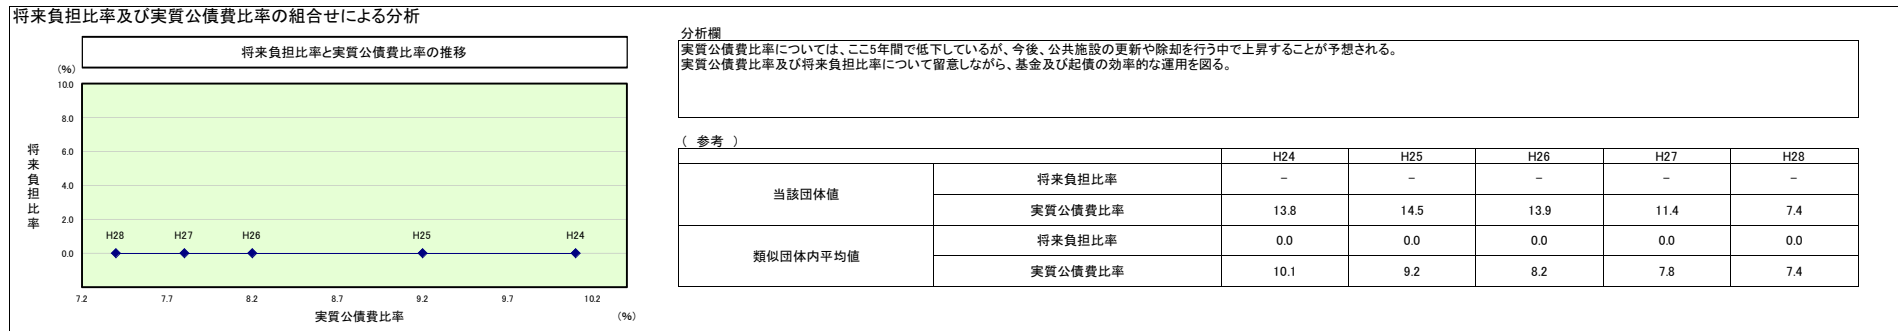 将来負担比率及び実質公債費比率の組合せによる分析
将来負担比率と実質公債費比率の推移
(%)
10.0
8.0
6.0
4.0
2.0
0.0
将来負担比率
H28 H27 H26 H25 H24
7.2 7.7 8.2 8.7 9.2 9.7 10.2
実質公債費比率 (%)
分析欄
実質公債費比率については、ここ5年間で低下しているが、今後、公共施設の更新や除却を行う中で上昇することが予想される。
実質公債費比率及び将来負担比率について留意しながら、基金及び起債の効率的な運用を図る。
( 参考 )
H24 H25 H26 H27 H28
当該団体値
将来負担比率 − − − − −
実質公債費比率 13.8 14.5 13.9 11.4 7.4
類似団体内平均値
将来負担比率 0.0 0.0 0.0 0.0 0.0
実質公債費比率 10.1 9.2 8.2 7.8 7.4